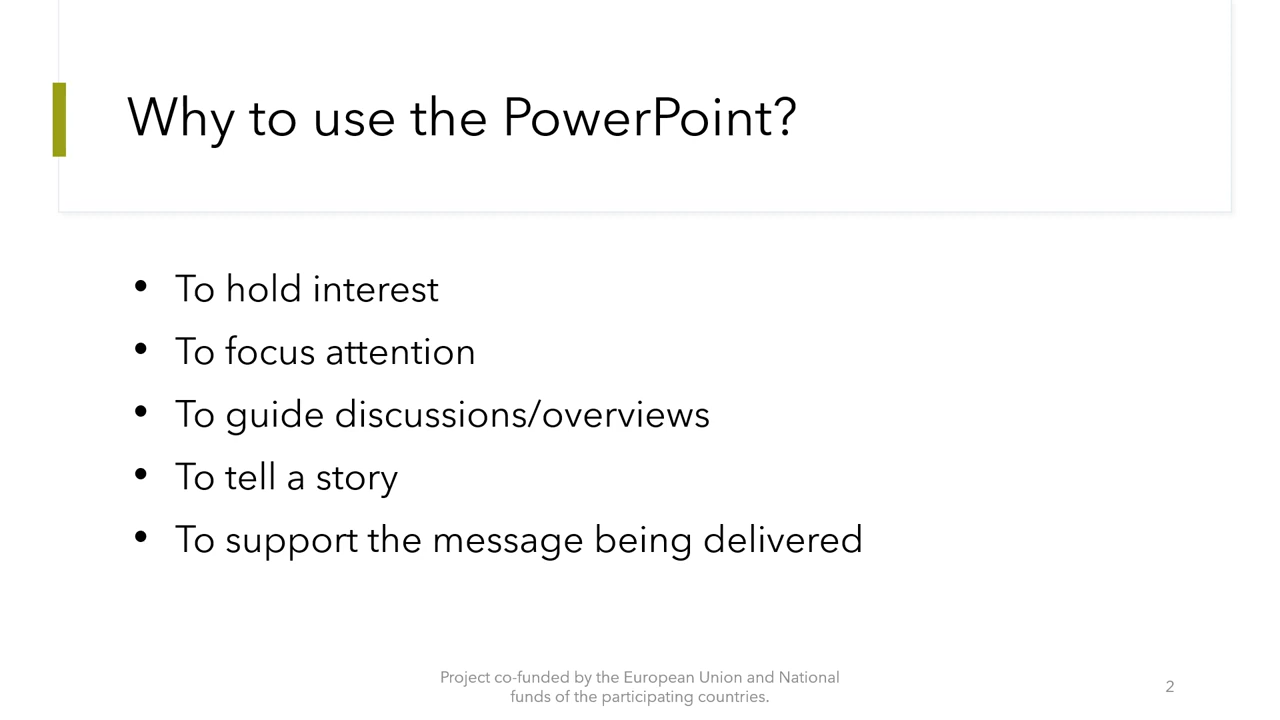 Why to use the PowerPoint?
• To hold interest
• To focus attention
• To guide discussions/overviews
• To tell a story
• To support the message being delivered
Project co-funded by the European Union and National
funds of the participating countries.
2